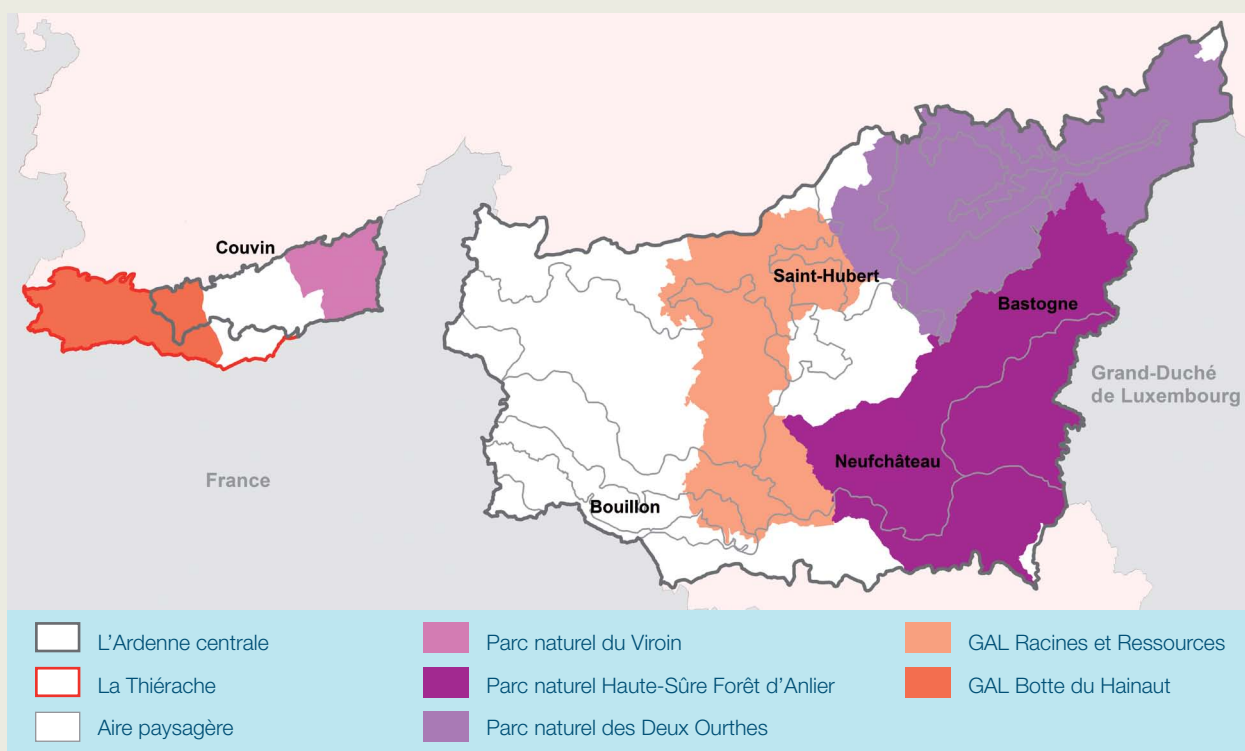 Couvin
Saint-Hubert
Bastogne
Grand-Duché
de Luxembourg
Neufchâteau
France
Bouillon
L'Ardenne centrale
La Thiérache
Aire paysagère
Parc naturel du Viroin
Parc naturel Haute-Sûre Forêt d'Anlier
Parc naturel des Deux Ourthes
GAL Racines et Ressources
GAL Botte du Hainaut